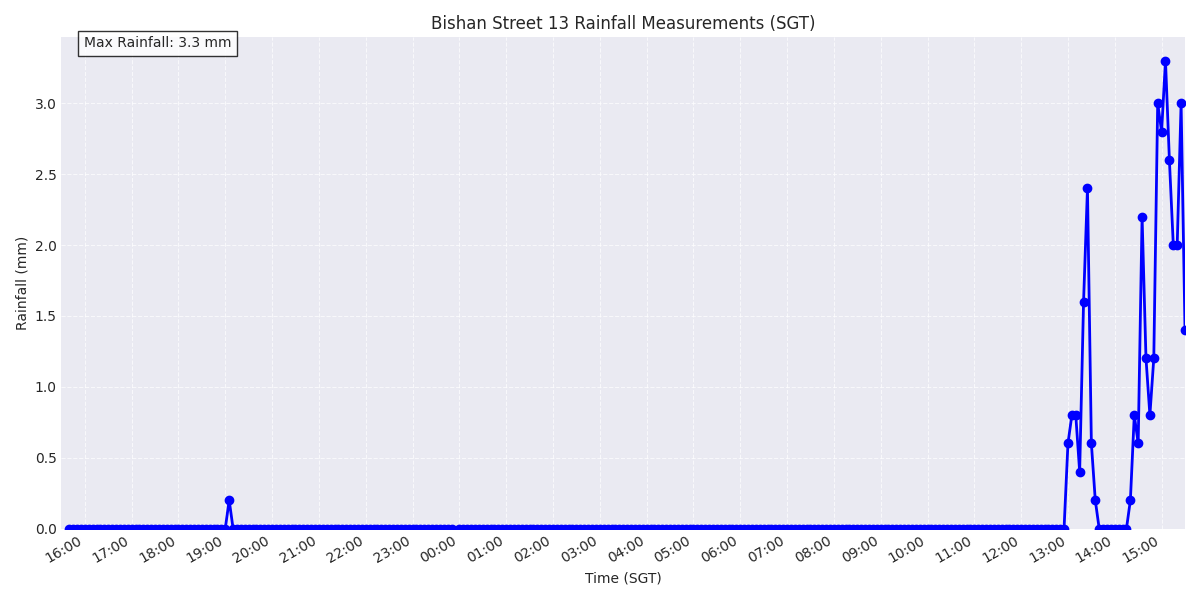 Bishan Street 13 Rainfall Measurements (SGT)
Max Rainfall: 3.3 mm
Rainfall (mm)
3.0
2.5
2.0
1.5
1.0
0.5
0.0
16:00 17:00 18:00 19:00 20:00 21:00 22:00 23:00 00:00 01:00 02:00 03:00 04:00 05:00 06:00 07:00 08:00 09:00 10:00 11:00 12:00 13:00 14:00 15:00
Time (SGT)